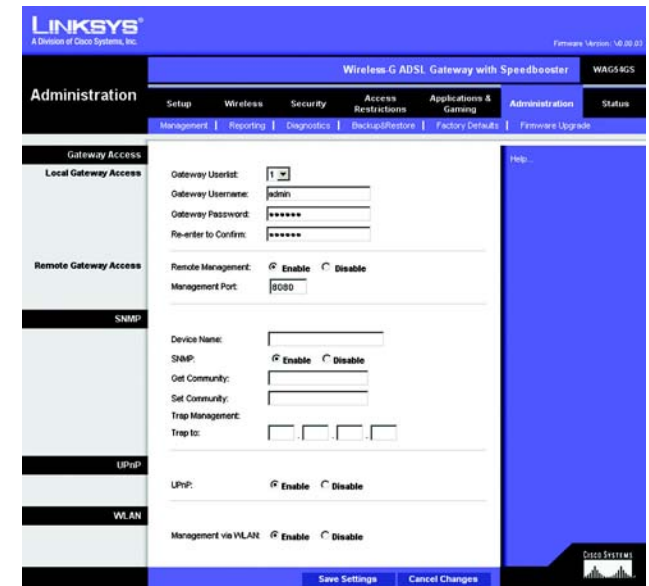 LINKSYS®
A Division of Cisco Systems, Inc.
Firmware Version: V0.00.03
Wireless-G ADSL Gateway with Speedbooster WAG54GS
Administration
Setup Wireless Security Access Restrictions Applications & Gaming Administration Status
Management | Reporting | Diagnostics | Backup&Restore | Factory Defaults | Firmware Upgrade
Gateway Access
Help...
Local Gateway Access
Gateway Userlist: 1
Gateway Username: admin
Gateway Password: ••••••
Re-enter to Confirm: ••••••
Remote Gateway Access
Remote Management: Enable Disable
Management Port: 8080
SNMP
Device Name:
SNMP: Enable Disable
Get Community:
Set Community:
Trap Management:
Trap to: . . .
UPnP
UPnP: Enable Disable
WLAN
Management via WLAN: Enable Disable
CISCO SYSTEMS
Save Settings Cancel Changes